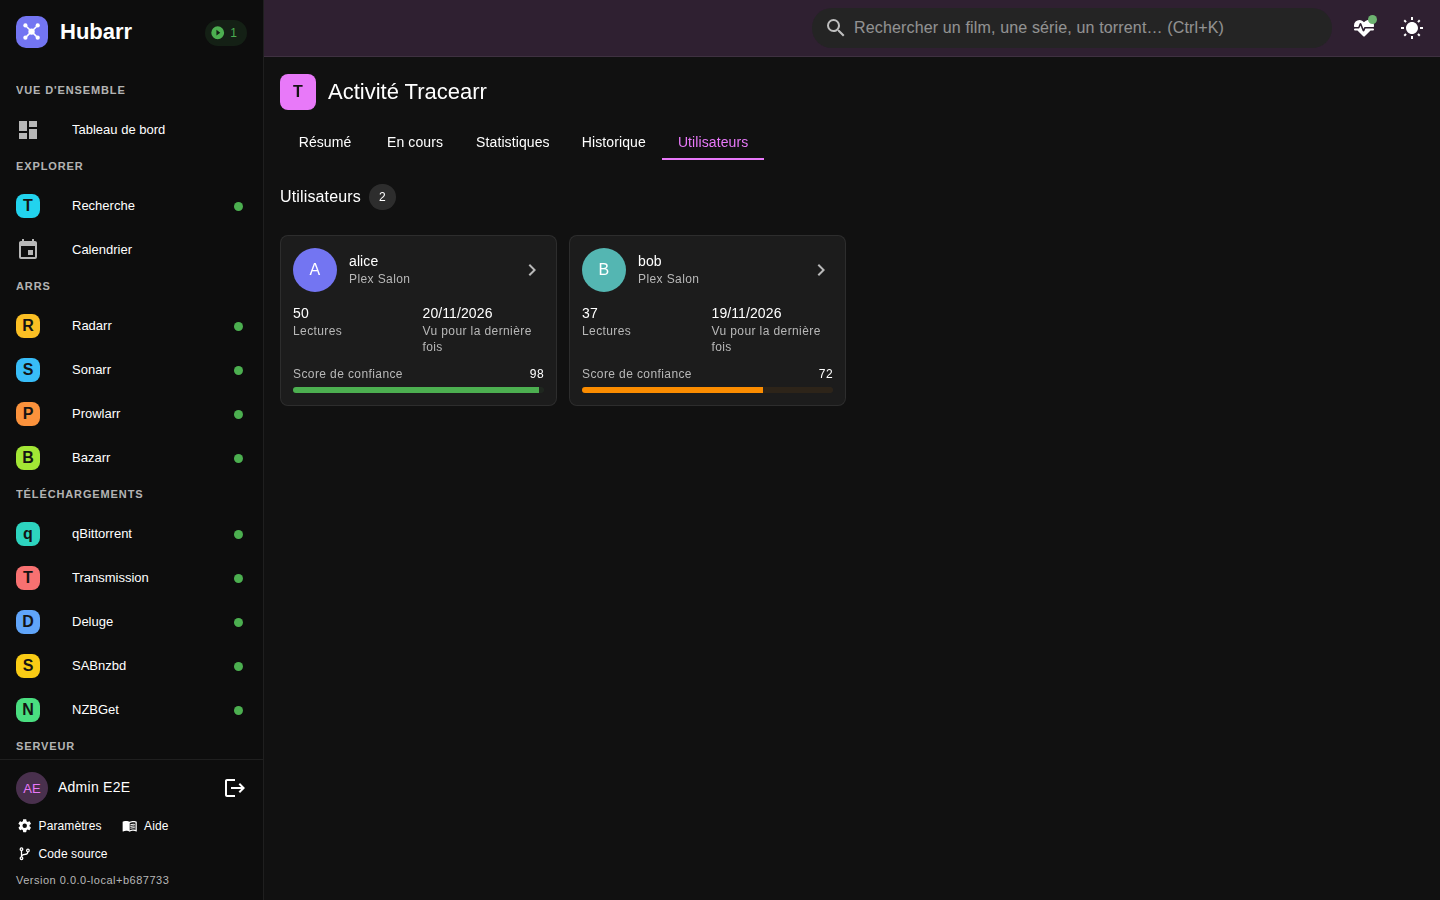 Hubarr
1
VUE D'ENSEMBLE
Tableau de bord
EXPLORER
T Recherche
Calendrier
ARRS
R Radarr
S Sonarr
P Prowlarr
B Bazarr
TÉLÉCHARGEMENTS
q qBittorrent
T Transmission
D Deluge
S SABnzbd
N NZBGet
SERVEUR
AE Admin E2E
Paramètres Aide
Code source
Version 0.0.0-local+b687733
Rechercher un film, une série, un torrent… (Ctrl+K)
T Activité Tracearr
Résumé En cours Statistiques Historique Utilisateurs
Utilisateurs 2
A
alice
Plex Salon
50
Lectures
20/11/2026
Vu pour la dernière
fois
Score de confiance 98
B
bob
Plex Salon
37
Lectures
19/11/2026
Vu pour la dernière
fois
Score de confiance 72